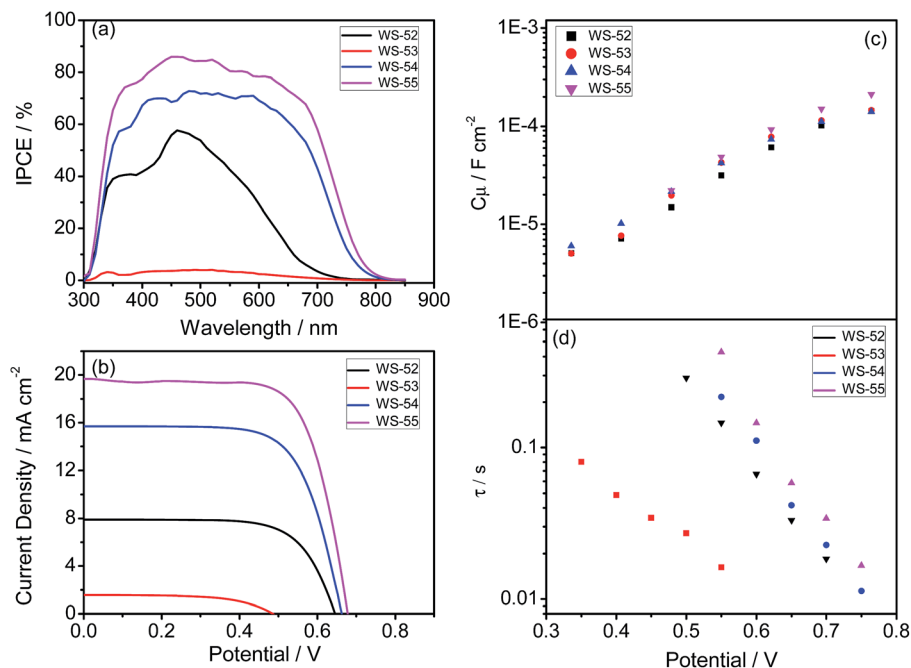 (a)
WS-52
WS-53
WS-54
WS-55
IPCE / %
100
80
60
40
20
0
300 400 500 600 700 800 900
Wavelength / nm
(b)
WS-52
WS-53
WS-54
WS-55
Current Density / mA cm-2
20
16
12
8
4
0
0.0 0.2 0.4 0.6 0.8
Potential / V
(c)
WS-52
WS-53
WS-54
WS-55
Cμ / F cm-2
1E-3
1E-4
1E-5
1E-6
(d)
WS-52
WS-53
WS-54
WS-55
τ / s
0.1
0.01
0.3 0.4 0.5 0.6 0.7 0.8
Potential / V